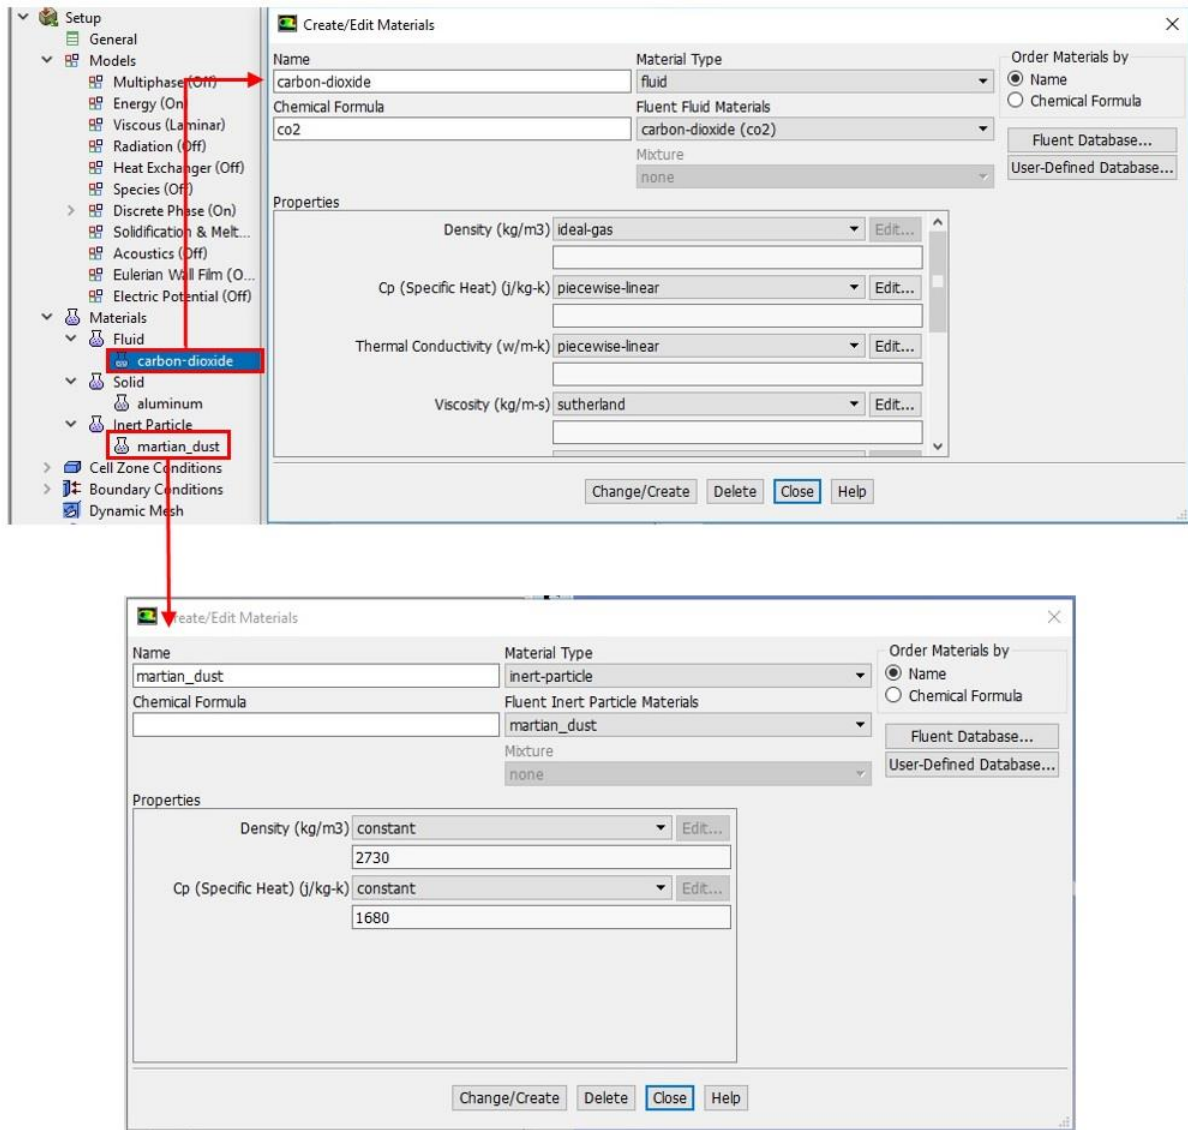 Setup
General
Models
Multiphase (Off)
Energy (On)
Viscous (Laminar)
Radiation (Off)
Heat Exchanger (Off)
Species (Off)
Discrete Phase (On)
Solidification & Melt...
Acoustics (Off)
Eulerian Wall Film (O...
Electric Potential (Off)
Materials
Fluid
carbon-dioxide
Solid
aluminum
Inert Particle
martian_dust
Cell Zone Conditions
Boundary Conditions
Dynamic Mesh
Create/Edit Materials
Name
carbon-dioxide
Chemical Formula
co2
Material Type
fluid
Fluent Fluid Materials
carbon-dioxide (co2)
Mixture
none
Order Materials by
Name
Chemical Formula
Fluent Database...
User-Defined Database...
Properties
Density (kg/m3) ideal-gas Edit...
Cp (Specific Heat) (j/kg-k) piecewise-linear Edit...
Thermal Conductivity (w/m-k) piecewise-linear Edit...
Viscosity (kg/m-s) sutherland Edit...
Change/Create Delete Close Help
Create/Edit Materials
Name
martian_dust
Chemical Formula
Material Type
inert-particle
Fluent Inert Particle Materials
martian_dust
Mixture
none
Order Materials by
Name
Chemical Formula
Fluent Database...
User-Defined Database...
Properties
Density (kg/m3) constant Edit...
2730
Cp (Specific Heat) (j/kg-k) constant Edit...
1680
Change/Create Delete Close Help